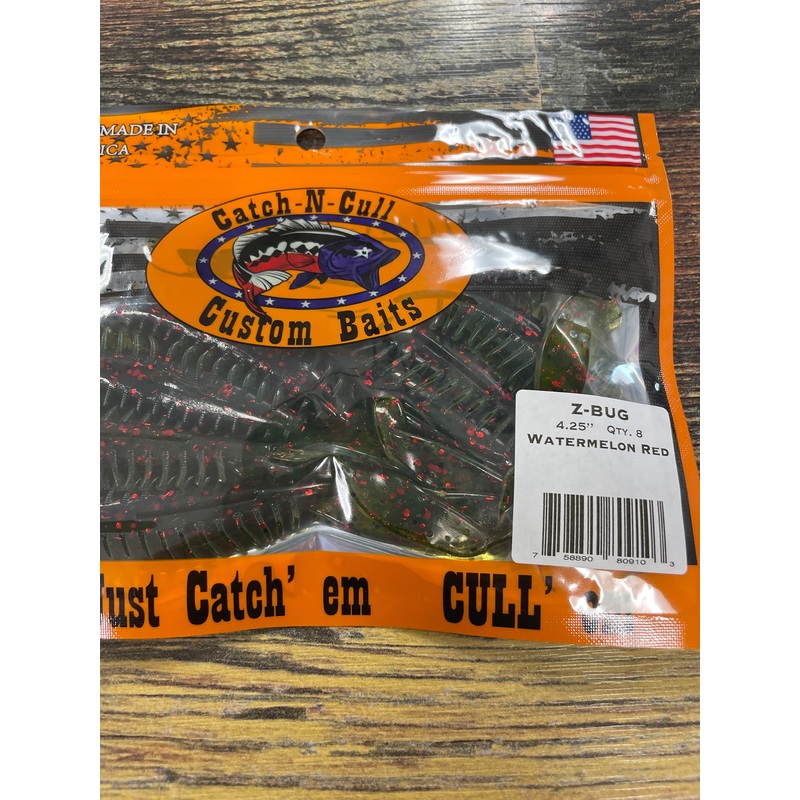 MADE IN
ICA
Catch-N-Cull
Custom Baits
Z-BUG
4.25" QTY. 8
WATERMELON RED
7 58890 80910 3
Just Catch' em CULL'